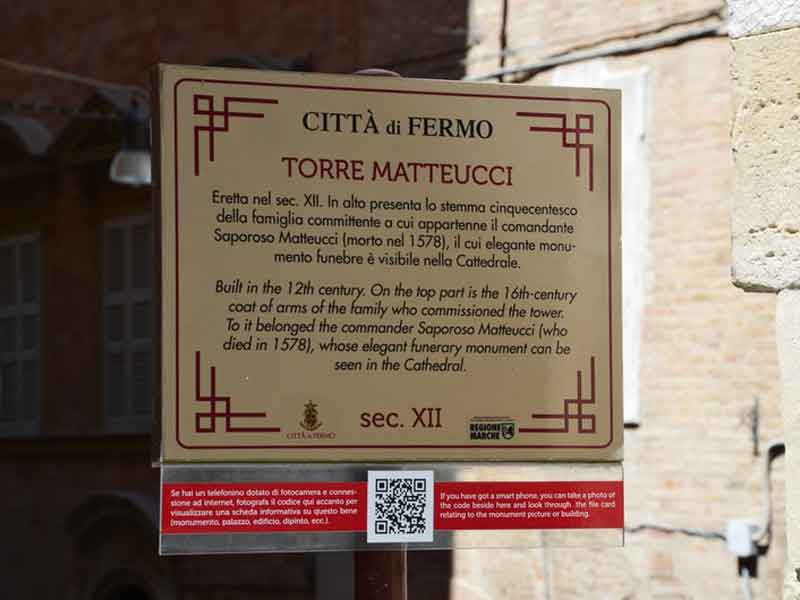 CITTÀ di FERMO
TORRE MATTEUCCI
Eretta nel sec. XII. In alto presenta lo stemma cinquecentesco
della famiglia committente a cui appartenne il comandante
Saporoso Matteucci (morto nel 1578), il cui elegante monu-
mento funebre è visibile nella Cattedrale.
Built in the 12th century. On the top part is the 16th-century
coat of arms of the family who commissioned the tower.
To it belonged the commander Saporoso Matteucci (who
died in 1578), whose elegant funerary monument can be
seen in the Cathedral.
CITTÀ di FERMO
sec. XII
REGIONE
MARCHE
Se hai un telefonino dotato di fotocamera e connes-
sione ad internet, fotografa il codice qui accanto per
visualizzare una scheda informativa su questo bene
(monumento, palazzo, edificio, dipinto, ecc.).
If you have got a smart phone, you can take a photo of
the code beside here and look through .the file card
relating to the monument picture or building.